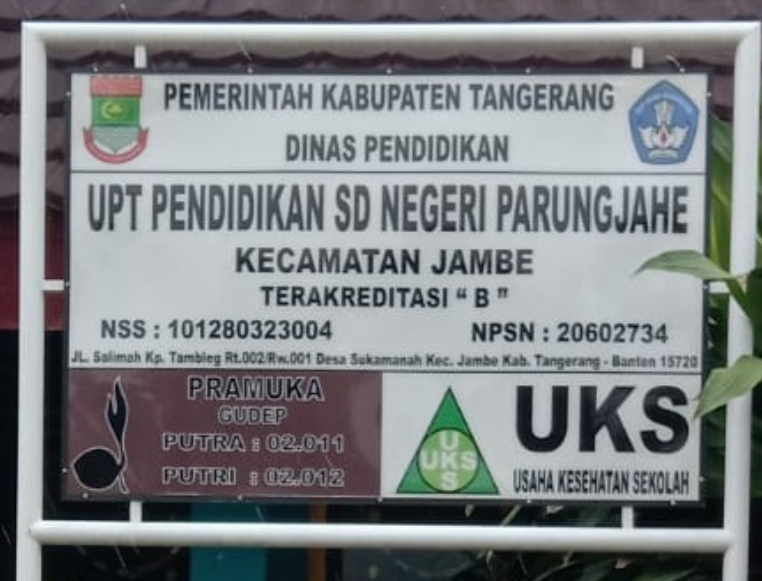 PEMERINTAH KABUPATEN TANGERANG
DINAS PENDIDIKAN
UPT PENDIDIKAN SD NEGERI PARUNGJAHE
KECAMATAN JAMBE
TERAKREDITASI “ B ”
NSS : 101280323004 NPSN : 20602734
JL. Salimah Kp. Tambleg Rt.002/Rw.001 Desa Sukamanah Kec. Jambe Kab. Tangerang - Banten 15720
PRAMUKA
GUDEP
PUTRA : 02.011
PUTRI : 02.012
U
UKS
S
UKS
USAHA KESEHATAN SEKOLAH